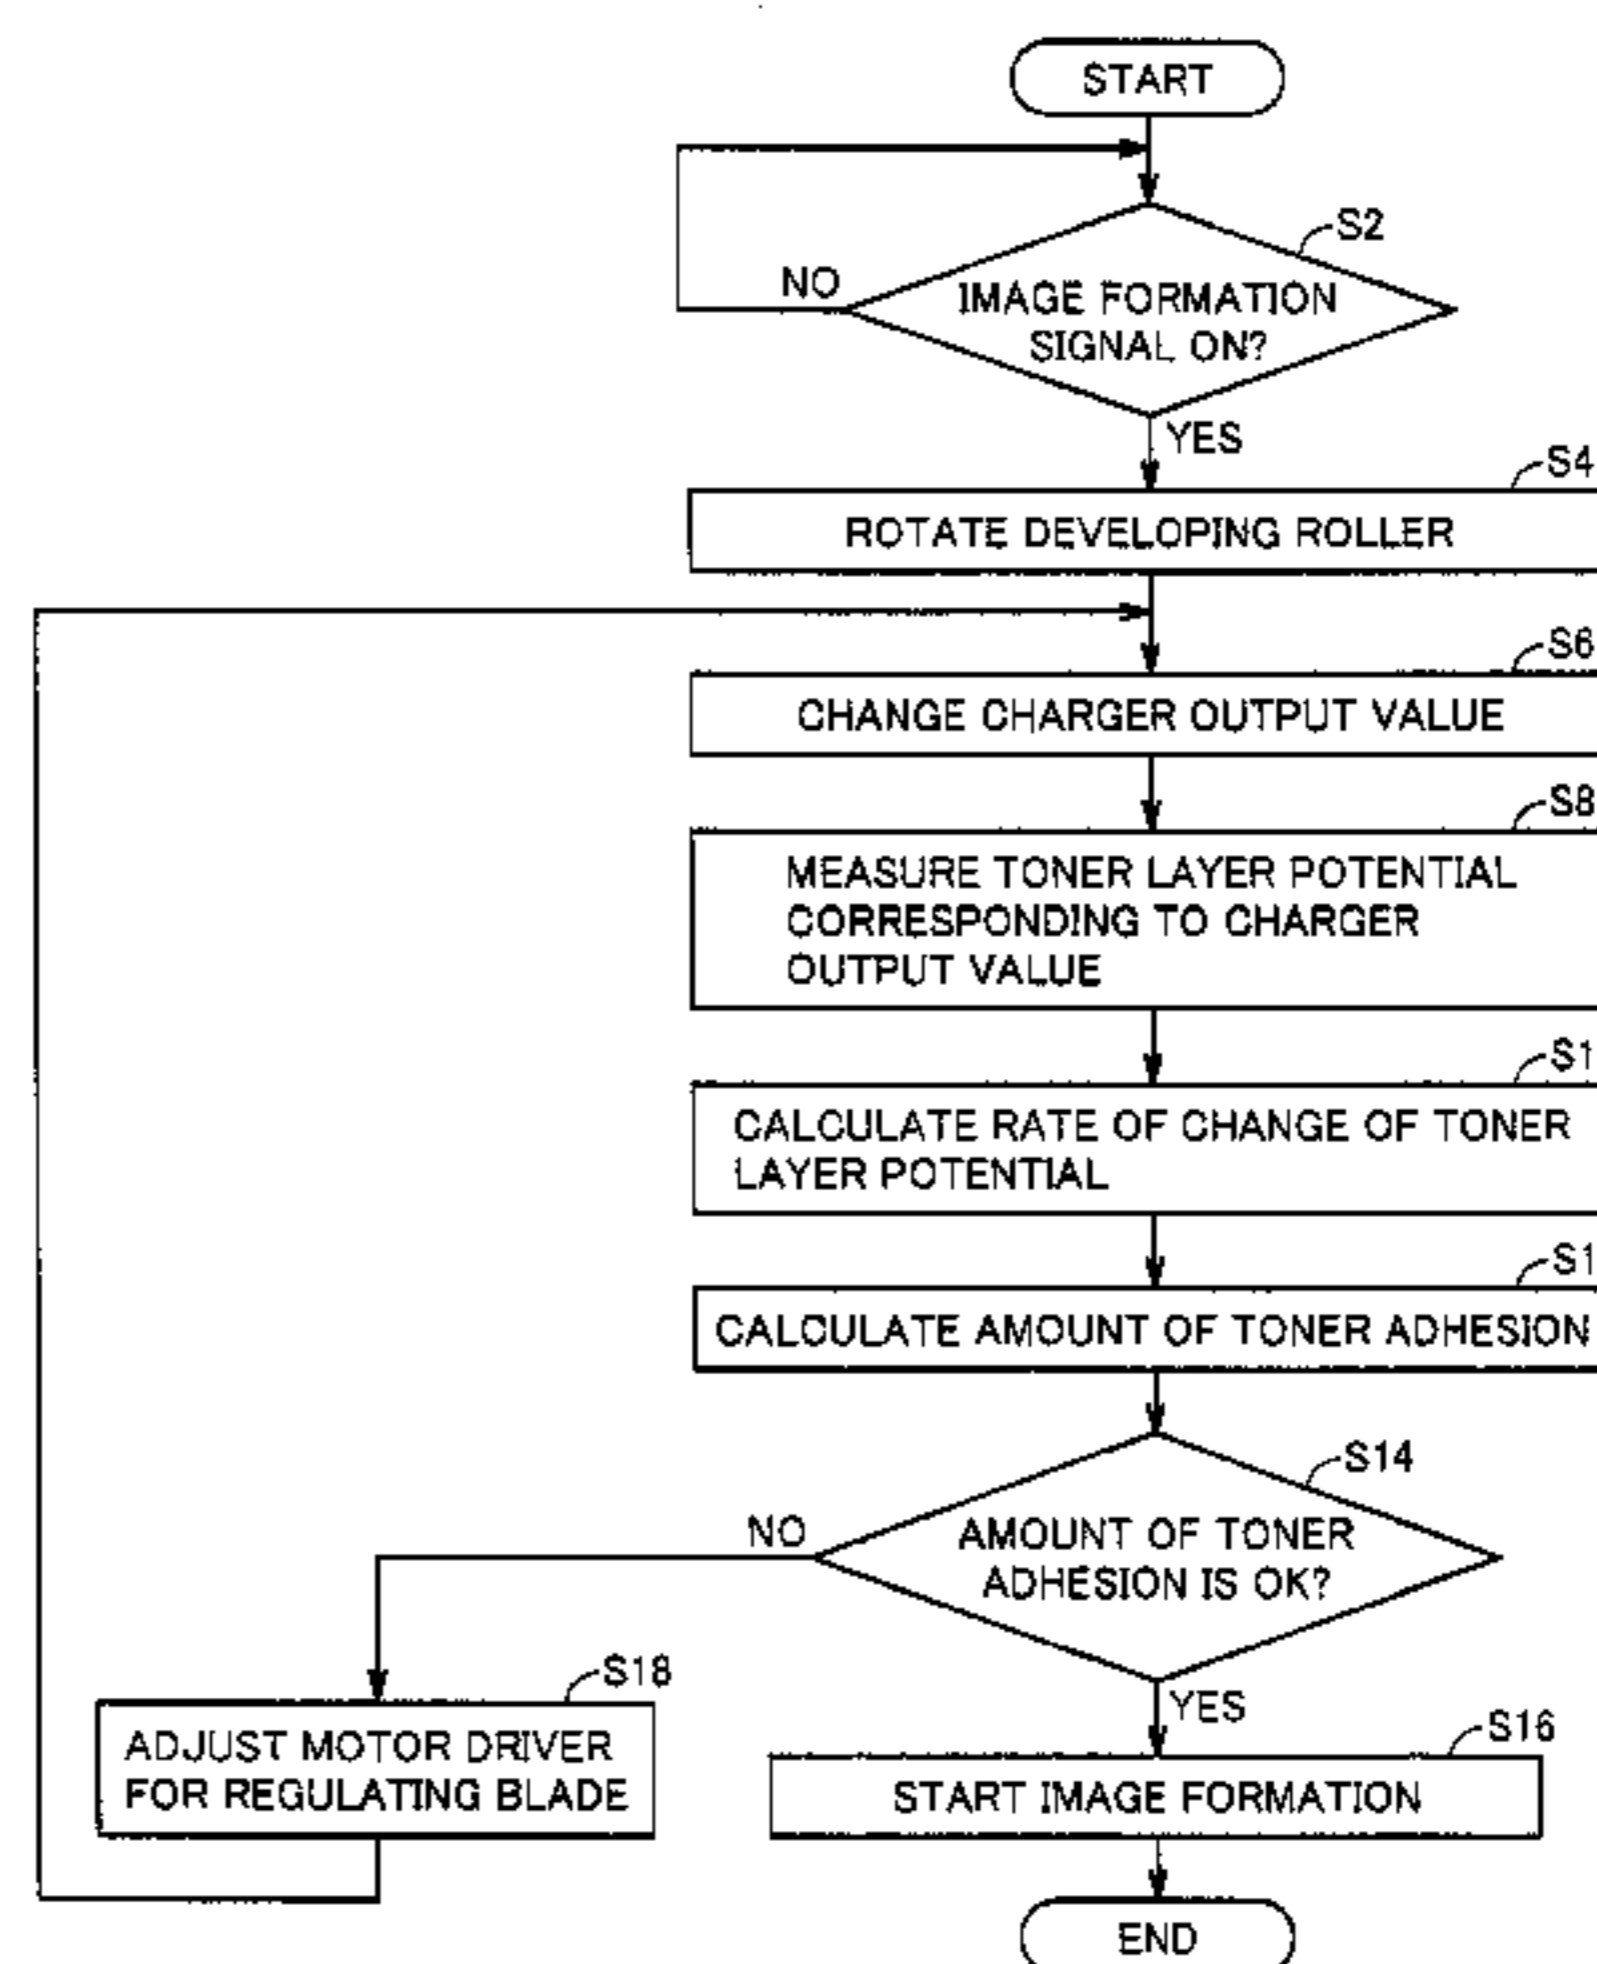 START
S2
NO
IMAGE FORMATION
SIGNAL ON?
YES
S4
ROTATE DEVELOPING ROLLER
S6
CHANGE CHARGER OUTPUT VALUE
S8
MEASURE TONER LAYER POTENTIAL
CORRESPONDING TO CHARGER
OUTPUT VALUE
S1
CALCULATE RATE OF CHANGE OF TONER
LAYER POTENTIAL
S1
CALCULATE AMOUNT OF TONER ADHESION
S14
NO
AMOUNT OF TONER
ADHESION IS OK?
S18
YES
S16
ADJUST MOTOR DRIVER
FOR REGULATING BLADE
START IMAGE FORMATION
END